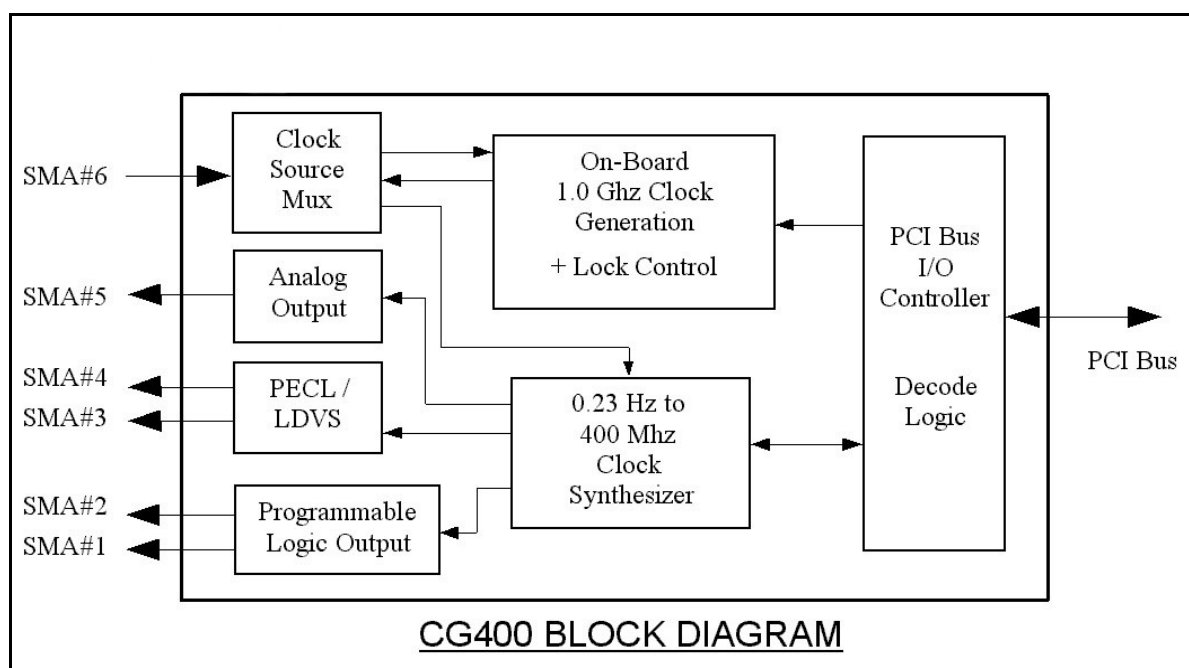 SMA#6
Clock
Source
Mux
On-Board
1.0 Ghz Clock
Generation
+ Lock Control
PCI Bus
I/O
Controller
Decode
Logic
PCI Bus
SMA#5
Analog
Output
SMA#4
SMA#3
PECL /
LDVS
0.23 Hz to
400 Mhz
Clock
Synthesizer
SMA#2
SMA#1
Programmable
Logic Output
CG400 BLOCK DIAGRAM